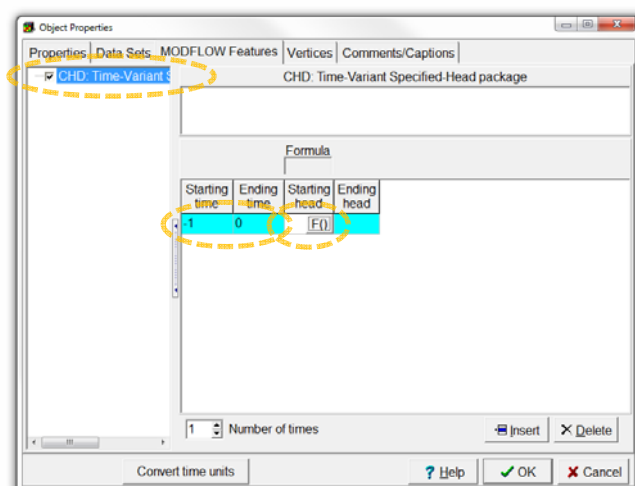 Object Properties
Properties Data Sets MODFLOW Features Vertices Comments/Captions
CHD: Time-Variant S
CHD: Time-Variant Specified-Head package
Formula
Starting time Ending time Starting head Ending head
-1 0 F()
1 Number of times Insert Delete
Convert time units ? Help OK Cancel